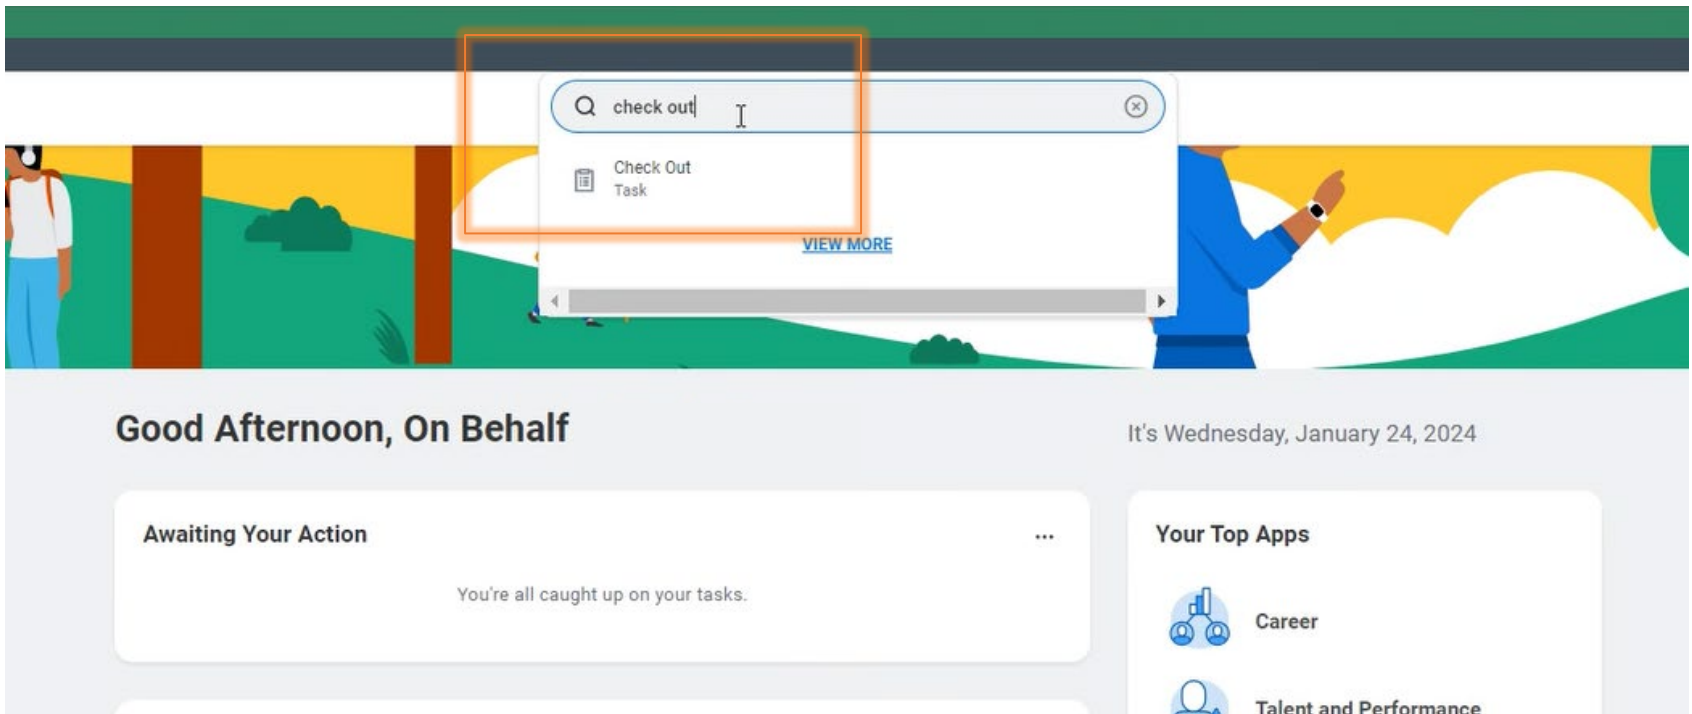 check out
Check Out
Task
VIEW MORE
Good Afternoon, On Behalf
It's Wednesday, January 24, 2024
Awaiting Your Action
You're all caught up on your tasks.
Your Top Apps
Career
Talent and Performance